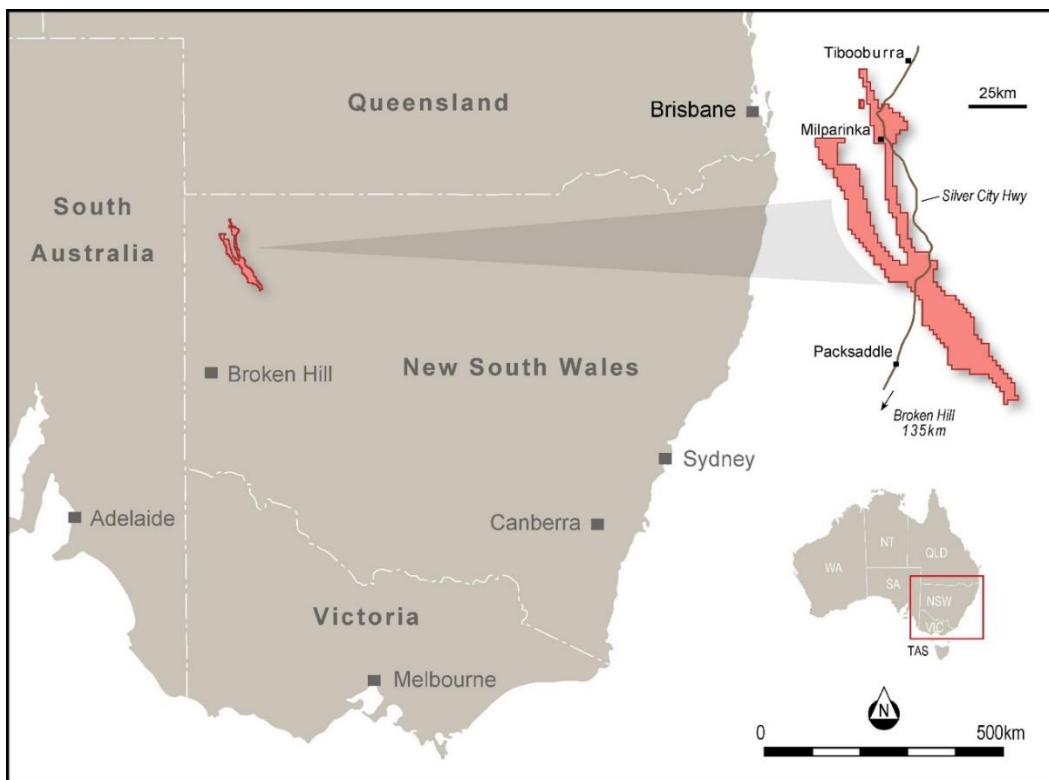 Queensland
Brisbane
South
Australia
New South Wales
Broken Hill
Sydney
Adelaide
Canberra
Victoria
Melbourne
Tibooburra
25km
Milparinka
Silver City Hwy
Packsaddle
Broken Hill
135km
NT
QLD
WA
SA
NSW
VIC
TAS
N
0
500km